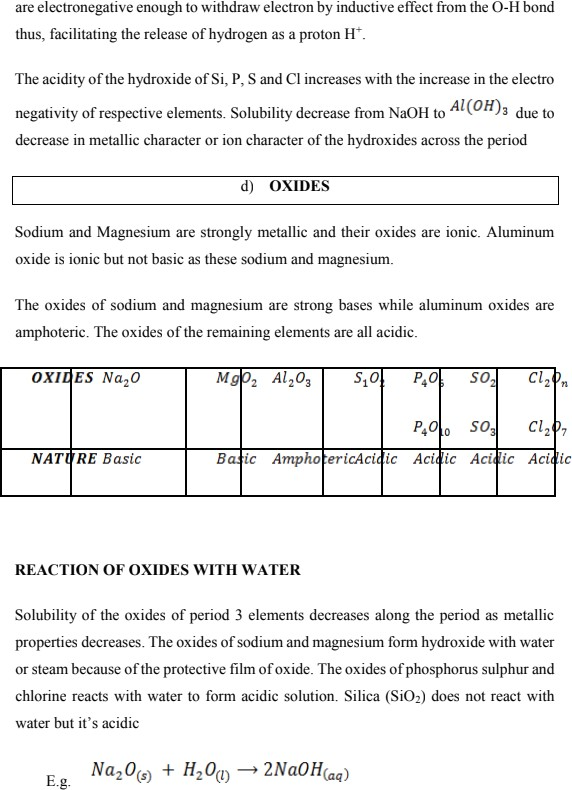 are electronegative enough to withdraw electron by inductive effect from the O-H bond
thus, facilitating the release of hydrogen as a proton H⁺.
The acidity of the hydroxide of Si, P, S and Cl increases with the increase in the electro
negativity of respective elements. Solubility decrease from NaOH to Al(OH)₃ due to
decrease in metallic character or ion character of the hydroxides across the period
d) OXIDES
Sodium and Magnesium are strongly metallic and their oxides are ionic. Aluminum
oxide is ionic but not basic as these sodium and magnesium.
The oxides of sodium and magnesium are strong bases while aluminum oxides are
amphoteric. The oxides of the remaining elements are all acidic.
OXIDES Na₂O MgO₂ Al₂O₃ S₁O₂ P₄O₆ SO₂ Cl₂Oₙ
P₄O₁₀ SO₃ Cl₂O₇
NATURE Basic Basic Amphoteric Acidic Acidic Acidic Acidic
REACTION OF OXIDES WITH WATER
Solubility of the oxides of period 3 elements decreases along the period as metallic
properties decreases. The oxides of sodium and magnesium form hydroxide with water
or steam because of the protective film of oxide. The oxides of phosphorus sulphur and
chlorine reacts with water to form acidic solution. Silica (SiO₂) does not react with
water but it’s acidic
E.g. Na₂O₍s₎ + H₂O₍l₎ → 2NaOH₍aq₎